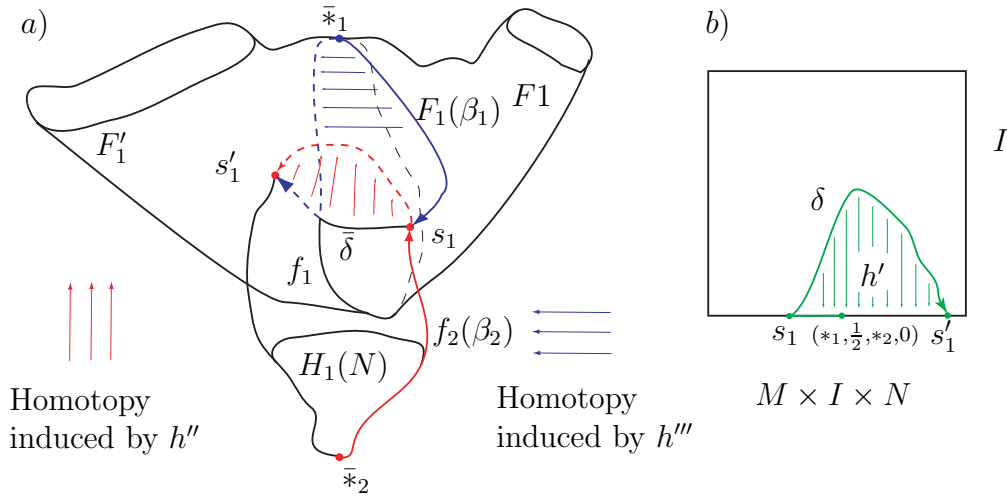 a)
b)
*̄₁
F₁(β₁)
F1
F′₁
I
s′₁
δ
δ̄
s₁
h′
f₁
s₁
(*₁,½,*₂,0)
s′₁
f₂(β₂)
H₁(N)
M × I × N
Homotopy
induced by h″
Homotopy
induced by h‴
*̄₂